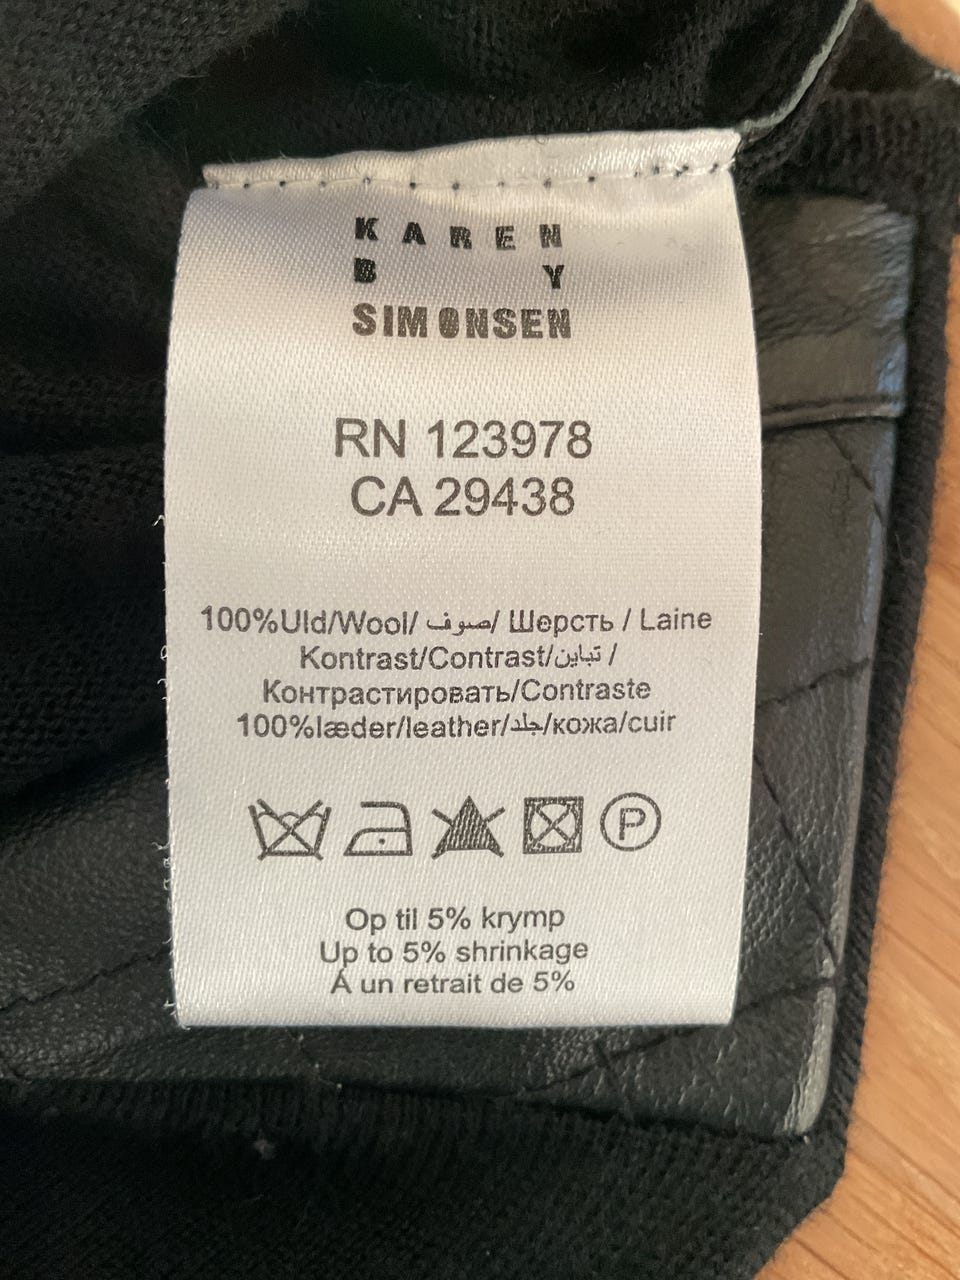 KAREN
B Y
SIMONSEN
RN 123978
CA 29438
100%Uld/Wool/ صوف/ Шерсть / Laine
Kontrast/Contrast/تباين /
Контрастировать/Contraste
100%læder/leather/جلد/кожа/cuir
P
Op til 5% krymp
Up to 5% shrinkage
Á un retrait de 5%